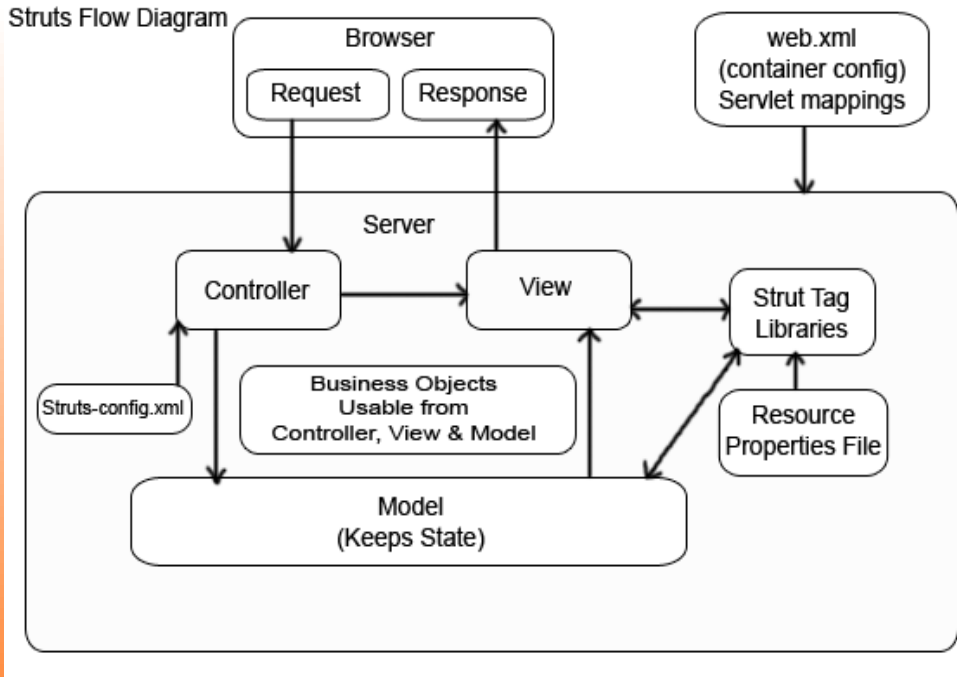 Struts Flow Diagram
Browser
Request
Response
web.xml
(container config)
Servlet mappings
Server
Controller
View
Strut Tag
Libraries
Struts-config.xml
Business Objects
Usable from
Controller, View & Model
Resource
Properties File
Model
(Keeps State)